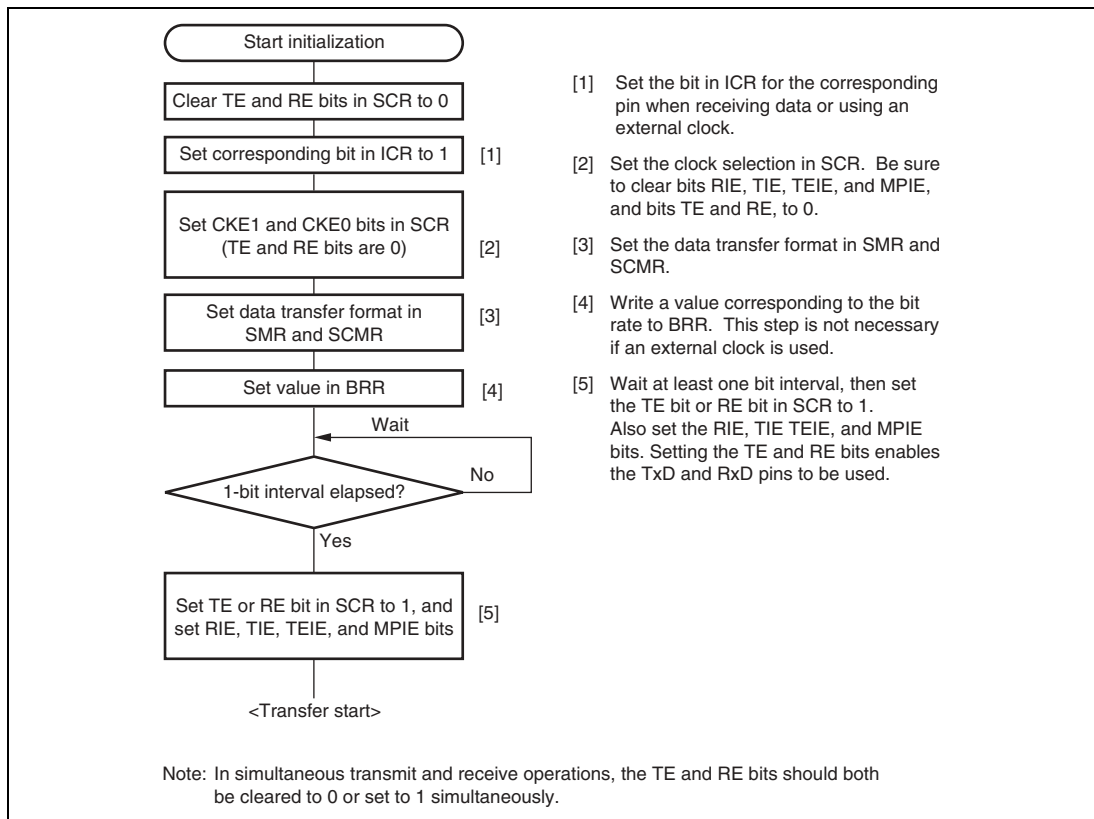 Start initialization
Clear TE and RE bits in SCR to 0
Set corresponding bit in ICR to 1
[1]
Set CKE1 and CKE0 bits in SCR
(TE and RE bits are 0)
[2]
Set data transfer format in
SMR and SCMR
[3]
Set value in BRR
[4]
Wait
No
1-bit interval elapsed?
Yes
Set TE or RE bit in SCR to 1, and
set RIE, TIE, TEIE, and MPIE bits
[5]
<Transfer start>
[1] Set the bit in ICR for the corresponding
pin when receiving data or using an
external clock.
[2] Set the clock selection in SCR. Be sure
to clear bits RIE, TIE, TEIE, and MPIE,
and bits TE and RE, to 0.
[3] Set the data transfer format in SMR and
SCMR.
[4] Write a value corresponding to the bit
rate to BRR. This step is not necessary
if an external clock is used.
[5] Wait at least one bit interval, then set
the TE bit or RE bit in SCR to 1.
Also set the RIE, TIE TEIE, and MPIE
bits. Setting the TE and RE bits enables
the TxD and RxD pins to be used.
Note: In simultaneous transmit and receive operations, the TE and RE bits should both
be cleared to 0 or set to 1 simultaneously.